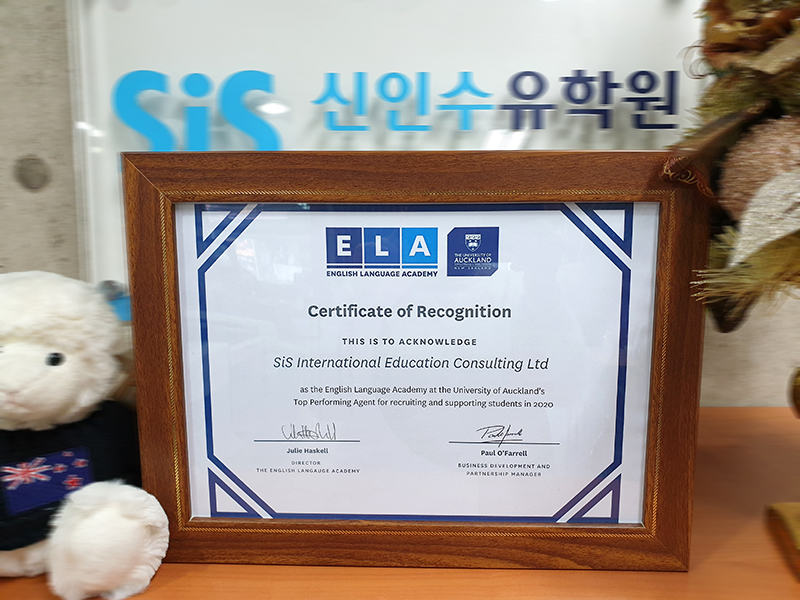 SiS 신인수유학원
ELA
ENGLISH LANGUAGE ACADEMY
THE UNIVERSITY OF
AUCKLAND
NEW ZEALAND
Certificate of Recognition
THIS IS TO ACKNOWLEDGE
SiS International Education Consulting Ltd
as the English Language Academy at the University of Auckland's
Top Performing Agent for recruiting and supporting students in 2020
Julie Haskell
DIRECTOR
THE ENGLISH LANGAUGE ACADEMY
Paul O'Farrell
BUSINESS DEVELOPMENT AND
PARTNERSHIP MANAGER